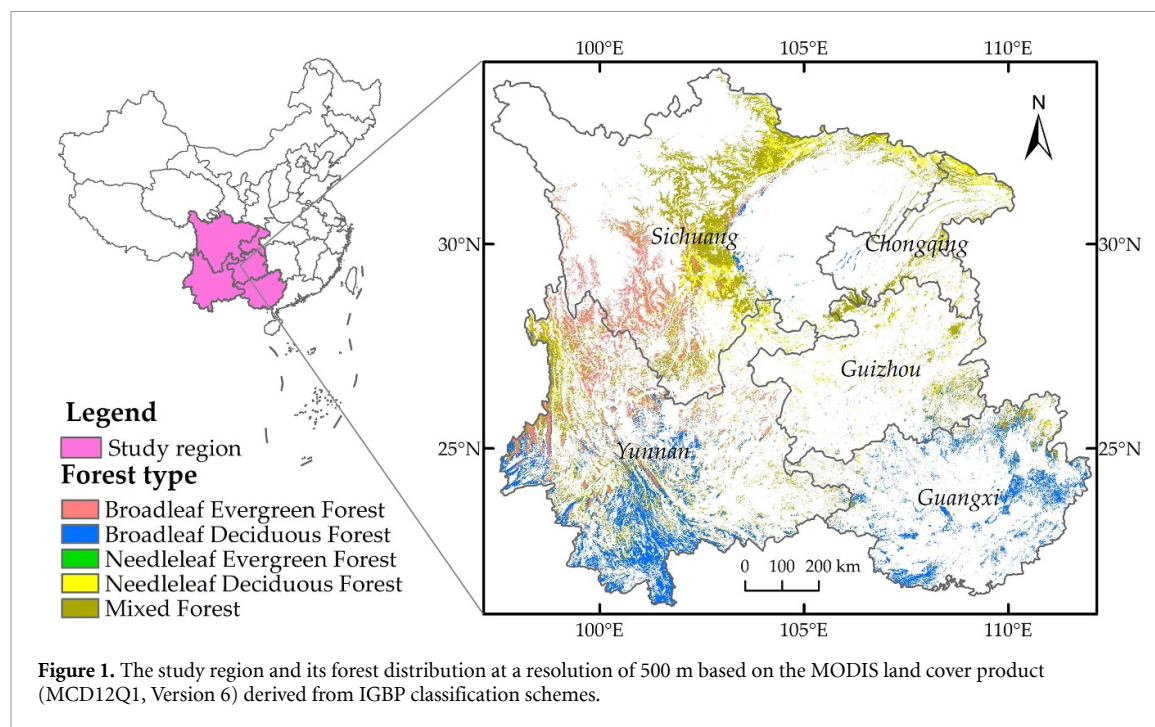 100°E 105°E 110°E
N
30°N 30°N
Sichuang
Chongqing
Guizhou
Legend
Study region
25°N 25°N
Yunnan
Guangxi
Forest type
Broadleaf Evergreen Forest
Broadleaf Deciduous Forest
Needleleaf Evergreen Forest
Needleleaf Deciduous Forest
Mixed Forest
0 100 200 km
100°E 105°E 110°E
Figure 1. The study region and its forest distribution at a resolution of 500 m based on the MODIS land cover product
(MCD12Q1, Version 6) derived from IGBP classification schemes.